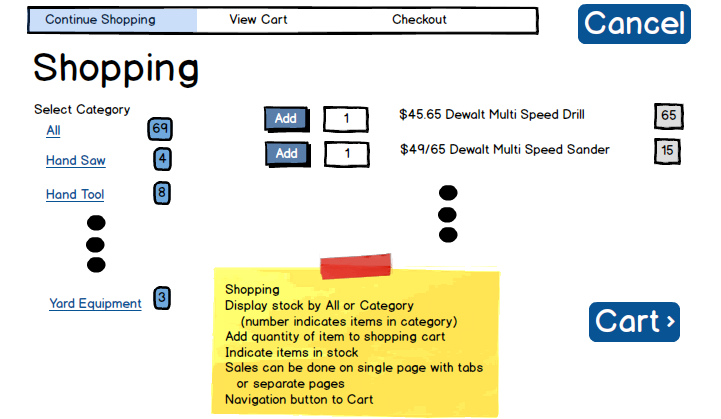 Continue Shopping View Cart Checkout
Cancel
Shopping
Select Category
All 69
Add 1 $45.65 Dewalt Multi Speed Drill 65
Hand Saw 4
Add 1 $49/65 Dewalt Multi Speed Sander 15
Hand Tool 8
Yard Equipment 3
Shopping
Display stock by All or Category
(number indicates items in category)
Add quantity of item to shopping cart
Indicate items in stock
Sales can be done on single page with tabs
or separate pages
Navigation button to Cart
Cart >